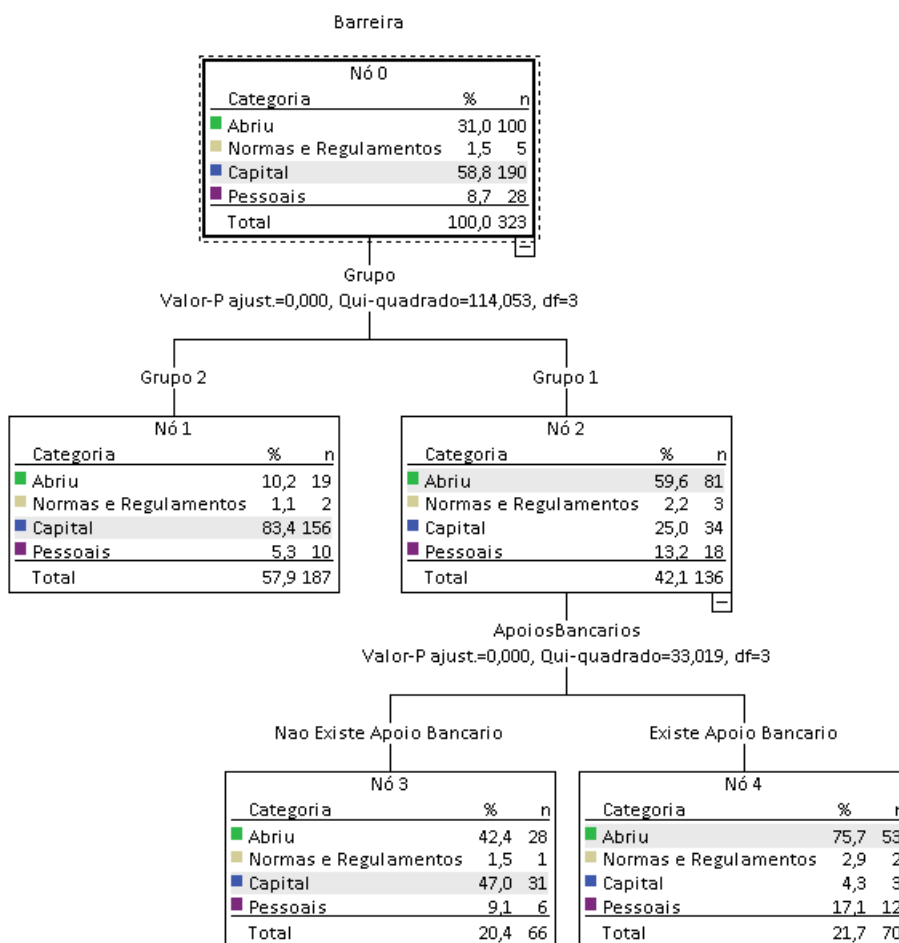 Barreira
Nó 0
Categoria % n
Abriu 31,0 100
Normas e Regulamentos 1,5 5
Capital 58,8 190
Pessoais 8,7 28
Total 100,0 323
Grupo
Valor-P ajust.=0,000, Qui-quadrado=114,053, df=3
Grupo 2 Grupo 1
Nó 1
Categoria % n
Abriu 10,2 19
Normas e Regulamentos 1,1 2
Capital 83,4 156
Pessoais 5,3 10
Total 57,9 187
Nó 2
Categoria % n
Abriu 59,6 81
Normas e Regulamentos 2,2 3
Capital 25,0 34
Pessoais 13,2 18
Total 42,1 136
ApoiosBancarios
Valor-P ajust.=0,000, Qui-quadrado=33,019, df=3
Nao Existe Apoio Bancario Existe Apoio Bancario
Nó 3
Categoria % n
Abriu 42,4 28
Normas e Regulamentos 1,5 1
Capital 47,0 31
Pessoais 9,1 6
Total 20,4 66
Nó 4
Categoria % n
Abriu 75,7 53
Normas e Regulamentos 2,9 2
Capital 4,3 3
Pessoais 17,1 12
Total 21,7 70